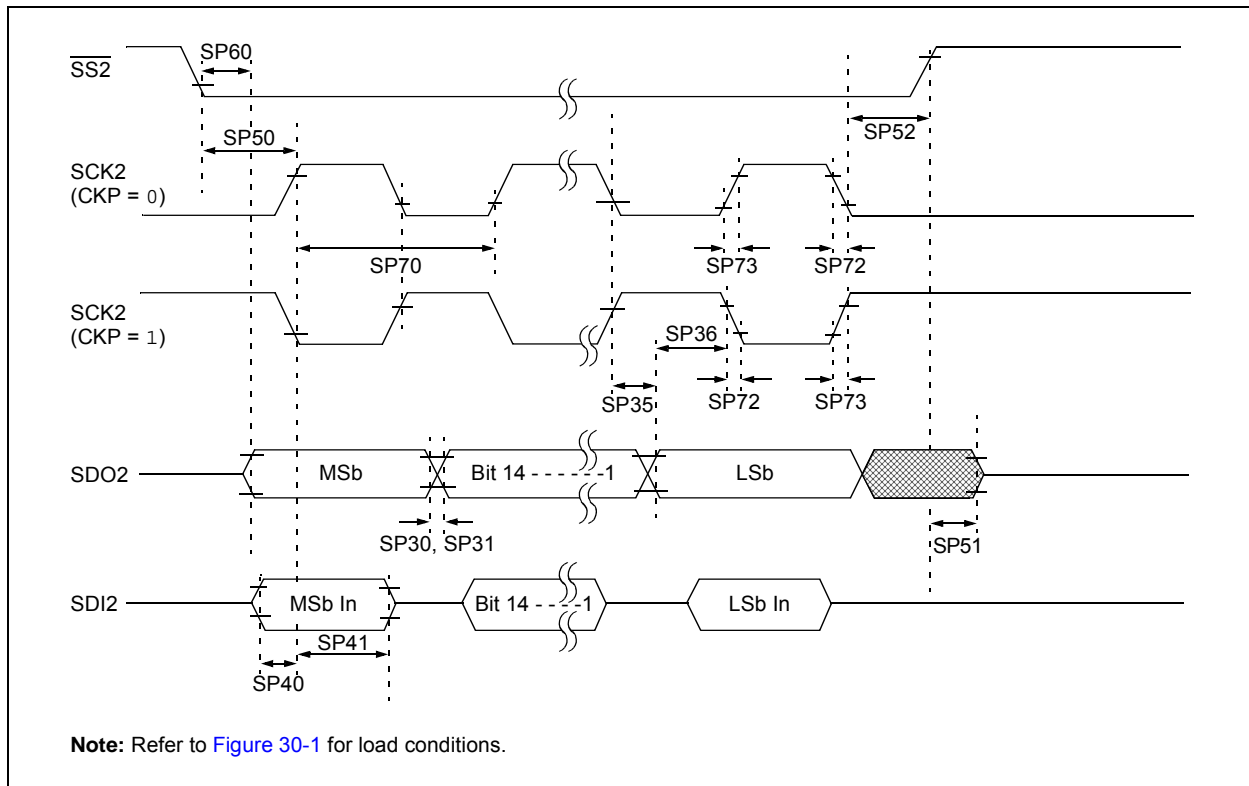 SP60
SS2
SP50
SP52
SCK2
(CKP = 0)
SP70
SP73
SP72
SCK2
(CKP = 1)
SP36
SP35
SP72
SP73
SDO2
MSb
Bit 14 - - - - - -1
LSb
SP30, SP31
SP51
SDI2
MSb In
Bit 14 - - - - -1
LSb In
SP41
SP40
Note: Refer to Figure 30-1 for load conditions.